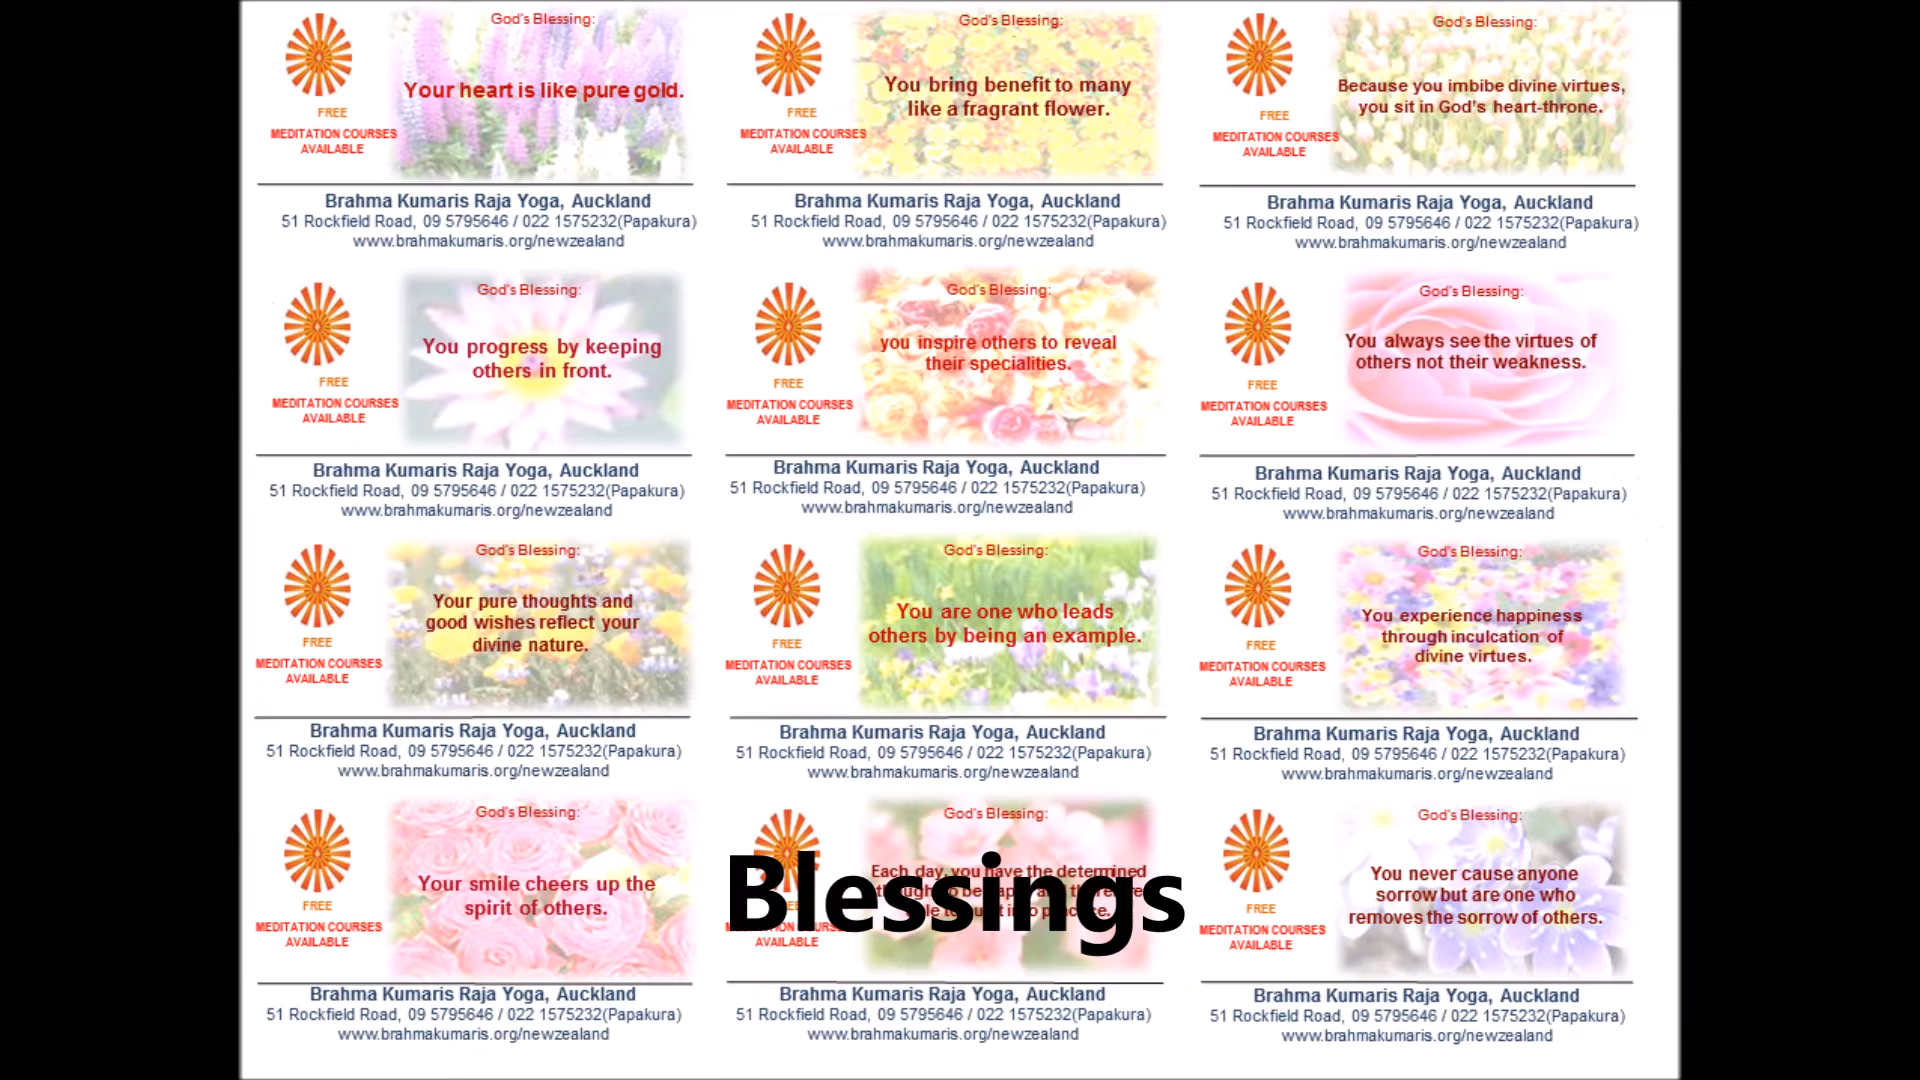 God's Blessing:
Your heart is like pure gold.
FREE
MEDITATION COURSES
AVAILABLE
Brahma Kumaris Raja Yoga, Auckland
51 Rockfield Road, 09 5795646 / 022 1575232(Papakura)
www.brahmakumaris.org/newzealand
God's Blessing:
You bring benefit to many
like a fragrant flower.
FREE
MEDITATION COURSES
AVAILABLE
Brahma Kumaris Raja Yoga, Auckland
51 Rockfield Road, 09 5795646 / 022 1575232(Papakura)
www.brahmakumaris.org/newzealand
God's Blessing:
Because you imbibe divine virtues,
you sit in God's heart-throne.
FREE
MEDITATION COURSES
AVAILABLE
Brahma Kumaris Raja Yoga, Auckland
51 Rockfield Road, 09 5795646 / 022 1575232(Papakura)
www.brahmakumaris.org/newzealand
God's Blessing:
You progress by keeping
others in front.
FREE
MEDITATION COURSES
AVAILABLE
Brahma Kumaris Raja Yoga, Auckland
51 Rockfield Road, 09 5795646 / 022 1575232(Papakura)
www.brahmakumaris.org/newzealand
God's Blessing:
you inspire others to reveal
their specialities.
FREE
MEDITATION COURSES
AVAILABLE
Brahma Kumaris Raja Yoga, Auckland
51 Rockfield Road, 09 5795646 / 022 1575232(Papakura)
www.brahmakumaris.org/newzealand
God's Blessing:
You always see the virtues of
others not their weakness.
FREE
MEDITATION COURSES
AVAILABLE
Brahma Kumaris Raja Yoga, Auckland
51 Rockfield Road, 09 5795646 / 022 1575232(Papakura)
www.brahmakumaris.org/newzealand
God's Blessing:
Your pure thoughts and
good wishes reflect your
divine nature.
FREE
MEDITATION COURSES
AVAILABLE
Brahma Kumaris Raja Yoga, Auckland
51 Rockfield Road, 09 5795646 / 022 1575232(Papakura)
www.brahmakumaris.org/newzealand
God's Blessing:
You are one who leads
others by being an example.
FREE
MEDITATION COURSES
AVAILABLE
Brahma Kumaris Raja Yoga, Auckland
51 Rockfield Road, 09 5795646 / 022 1575232(Papakura)
www.brahmakumaris.org/newzealand
God's Blessing:
You experience happiness
through inculcation of
divine virtues.
FREE
MEDITATION COURSES
AVAILABLE
Brahma Kumaris Raja Yoga, Auckland
51 Rockfield Road, 09 5795646 / 022 1575232(Papakura)
www.brahmakumaris.org/newzealand
God's Blessing:
Your smile cheers up the
spirit of others.
FREE
MEDITATION COURSES
AVAILABLE
Brahma Kumaris Raja Yoga, Auckland
51 Rockfield Road, 09 5795646 / 022 1575232(Papakura)
www.brahmakumaris.org/newzealand
God's Blessing:
Each day, you have the determined
Blessings
AVAILABLE
Brahma Kumaris Raja Yoga, Auckland
51 Rockfield Road, 09 5795646 / 022 1575232(Papakura)
www.brahmakumaris.org/newzealand
God's Blessing:
You never cause anyone
sorrow but are one who
removes the sorrow of others.
FREE
MEDITATION COURSES
AVAILABLE
Brahma Kumaris Raja Yoga, Auckland
51 Rockfield Road, 09 5795646 / 022 1575232(Papakura)
www.brahmakumaris.org/newzealand